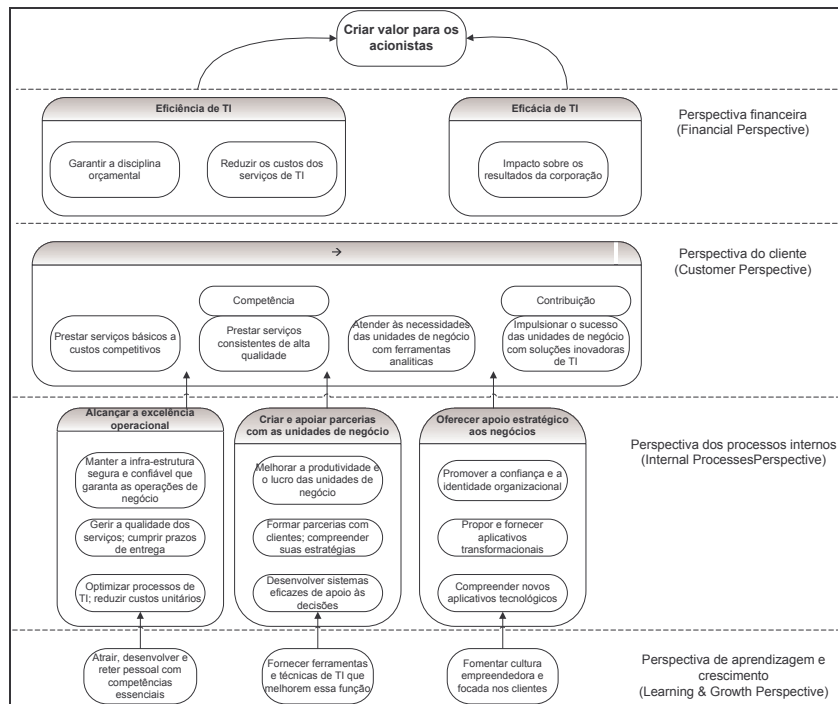 Criar valor para os
acionistas
Eficiência de TI
Eficácia de TI
Perspectiva financeira
(Financial Perspective)
Garantir a disciplina
orçamental
Reduzir os custos dos
serviços de TI
Impacto sobre os
resultados da corporação
→
Perspectiva do cliente
(Customer Perspective)
Competência
Contribuição
Prestar serviços básicos a
custos competitivos
Prestar serviços
consistentes de alta
qualidade
Atender às necessidades
das unidades de negócio
com ferramentas
analíticas
Impulsionar o sucesso
das unidades de negócio
com soluções inovadoras
de TI
Alcançar a excelência
operacional
Criar e apoiar parcerias
com as unidades de negócio
Oferecer apoio estratégico
aos negócios
Perspectiva dos processos internos
(Internal ProcessesPerspective)
Manter a infra-estrutura
segura e confiável que
garanta as operações de
negócio
Melhorar a produtividade e
o lucro das unidades de
negócio
Promover a confiança e a
identidade organizacional
Gerir a qualidade dos
serviços; cumprir prazos
de entrega
Formar parcerias com
clientes; compreender
suas estratégias
Propor e fornecer
aplicativos
transformacionais
Optimizar processos de
TI; reduzir custos unitários
Desenvolver sistemas
eficazes de apoio às
decisões
Compreender novos
aplicativos tecnológicos
Atrair, desenvolver e
reter pessoal com
competências
essenciais
Fornecer ferramentas
e técnicas de TI que
melhorem essa função
Fomentar cultura
empreendedora e
focada nos clientes
Perspectiva de aprendizagem e
crescimento
(Learning & Growth Perspective)